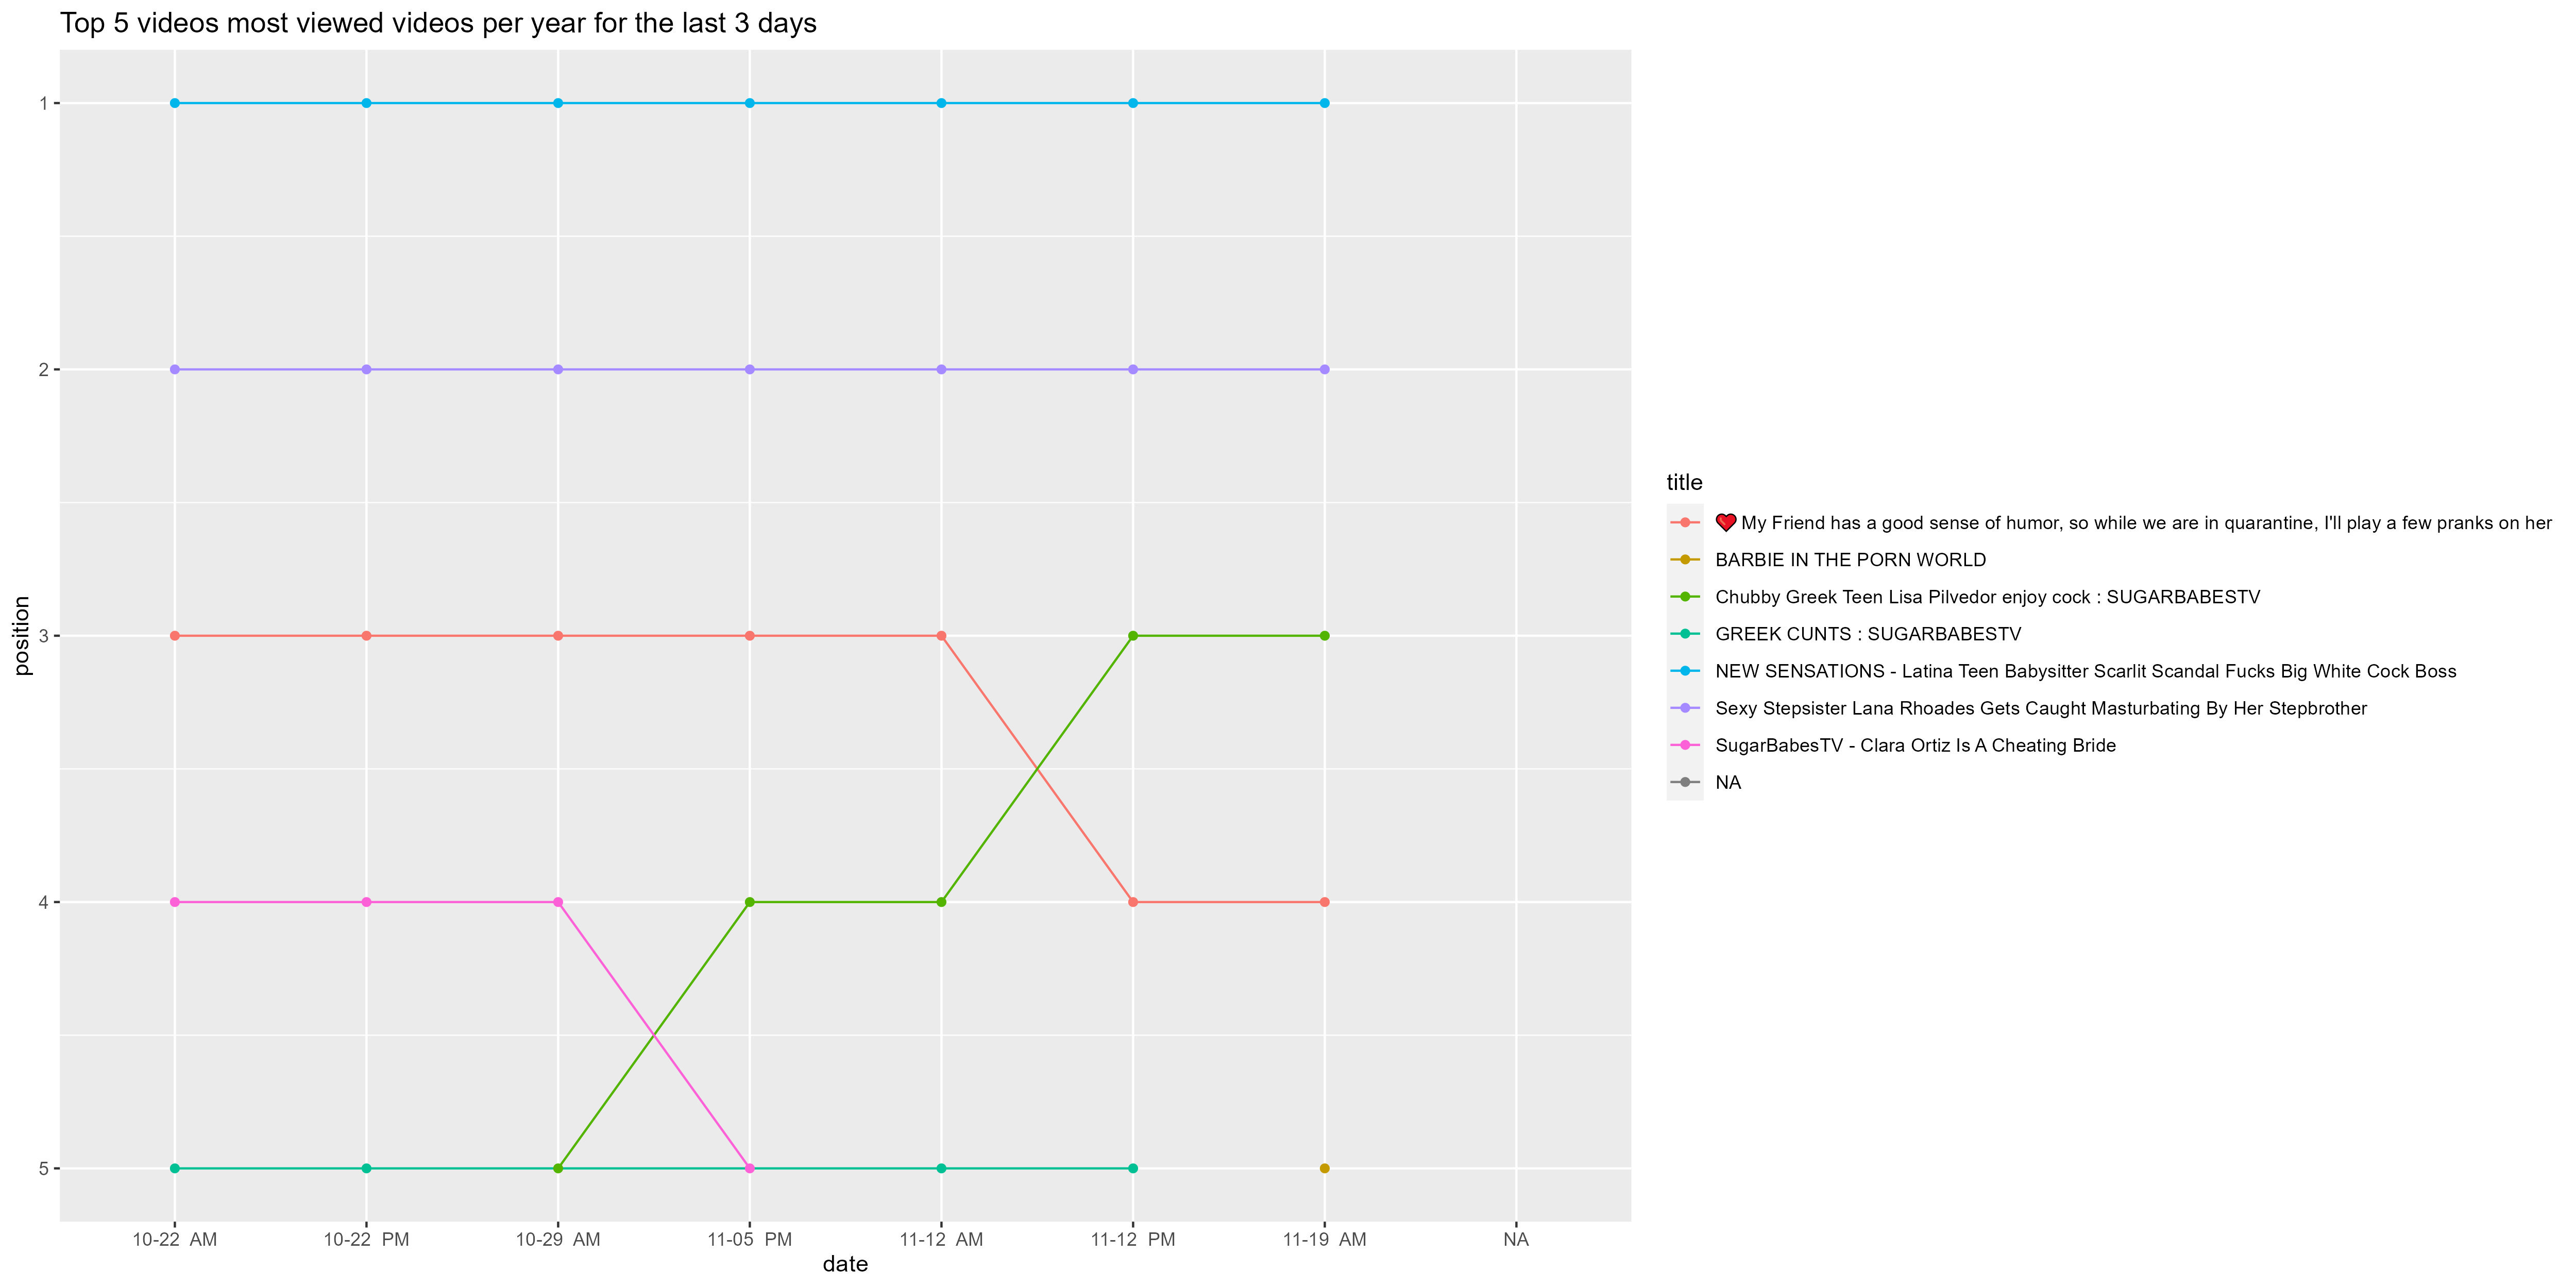 Top 5 videos most viewed videos per year for the last 3 days
position
1
2
3
4
5
10-22 AM
10-22 PM
10-29 AM
11-05 PM
11-12 AM
11-12 PM
11-19 AM
NA
date
title
❤️ My Friend has a good sense of humor, so while we are in quarantine, I'll play a few pranks on her
BARBIE IN THE PORN WORLD
Chubby Greek Teen Lisa Pilvedor enjoy cock : SUGARBABESTV
GREEK CUNTS : SUGARBABESTV
NEW SENSATIONS - Latina Teen Babysitter Scarlit Scandal Fucks Big White Cock Boss
Sexy Stepsister Lana Rhoades Gets Caught Masturbating By Her Stepbrother
SugarBabesTV - Clara Ortiz Is A Cheating Bride
NA